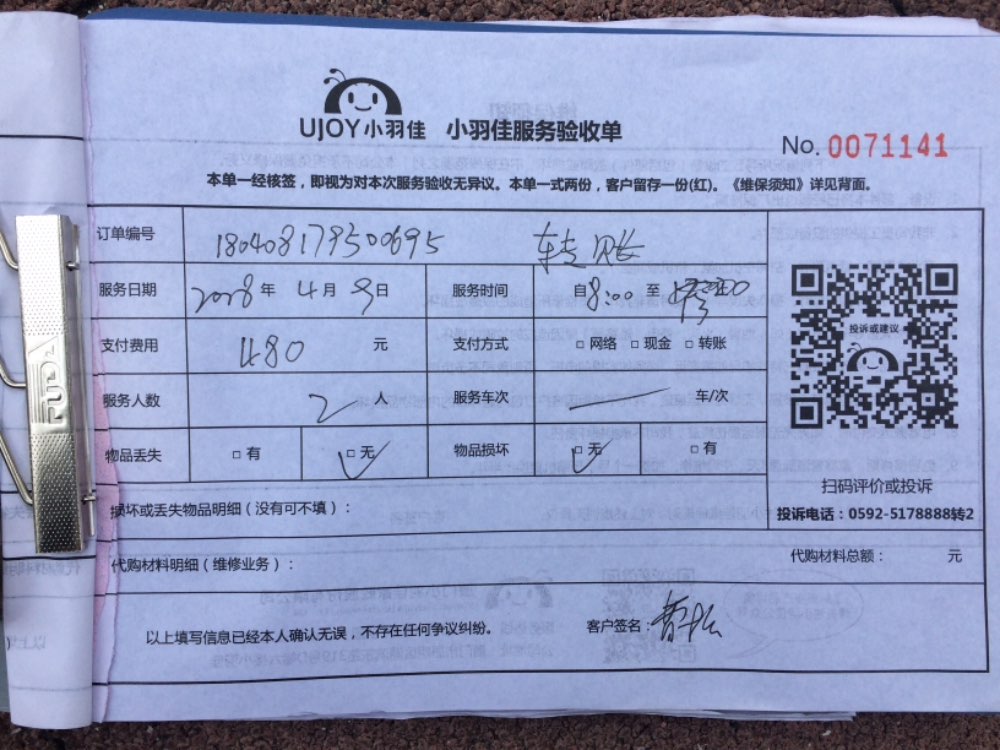 UJOY小羽佳 小羽佳服务验收单
No. 0071141
本单一经核签，即视为对本次服务验收无异议。本单一式两份，客户留存一份(红)。《维保须知》详见背面。
订单编号 180408179500695 转账
服务日期 2018年 4月 9日 服务时间 自8:00至
支付费用 480 元 支付方式 □ 网络 □ 现金 □ 转账
服务人数 2 人 服务车次 — 车/次
物品丢失 □ 有 □ 无 物品损坏 □ 无 □ 有
投诉或建议
扫码评价或投诉
投诉电话：0592-5178888转2
损坏或丢失物品明细（没有可不填）：
代购材料明细（维修业务）： 代购材料总额： 元
以上填写信息已经本人确认无误，不存在任何争议纠纷。 客户签名：